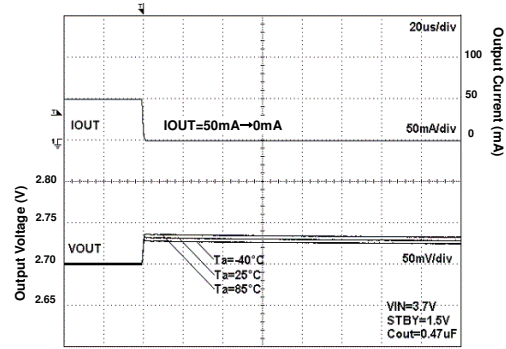 20us/div
100
50
0
Output Current (mA)
IOUT
IOUT=50mA→0mA
50mA/div
2.80
2.75
2.70
2.65
Output Voltage (V)
VOUT
50mV/div
Ta=-40°C
Ta=25°C
Ta=85°C
VIN=3.7V
STBY=1.5V
Cout=0.47uF